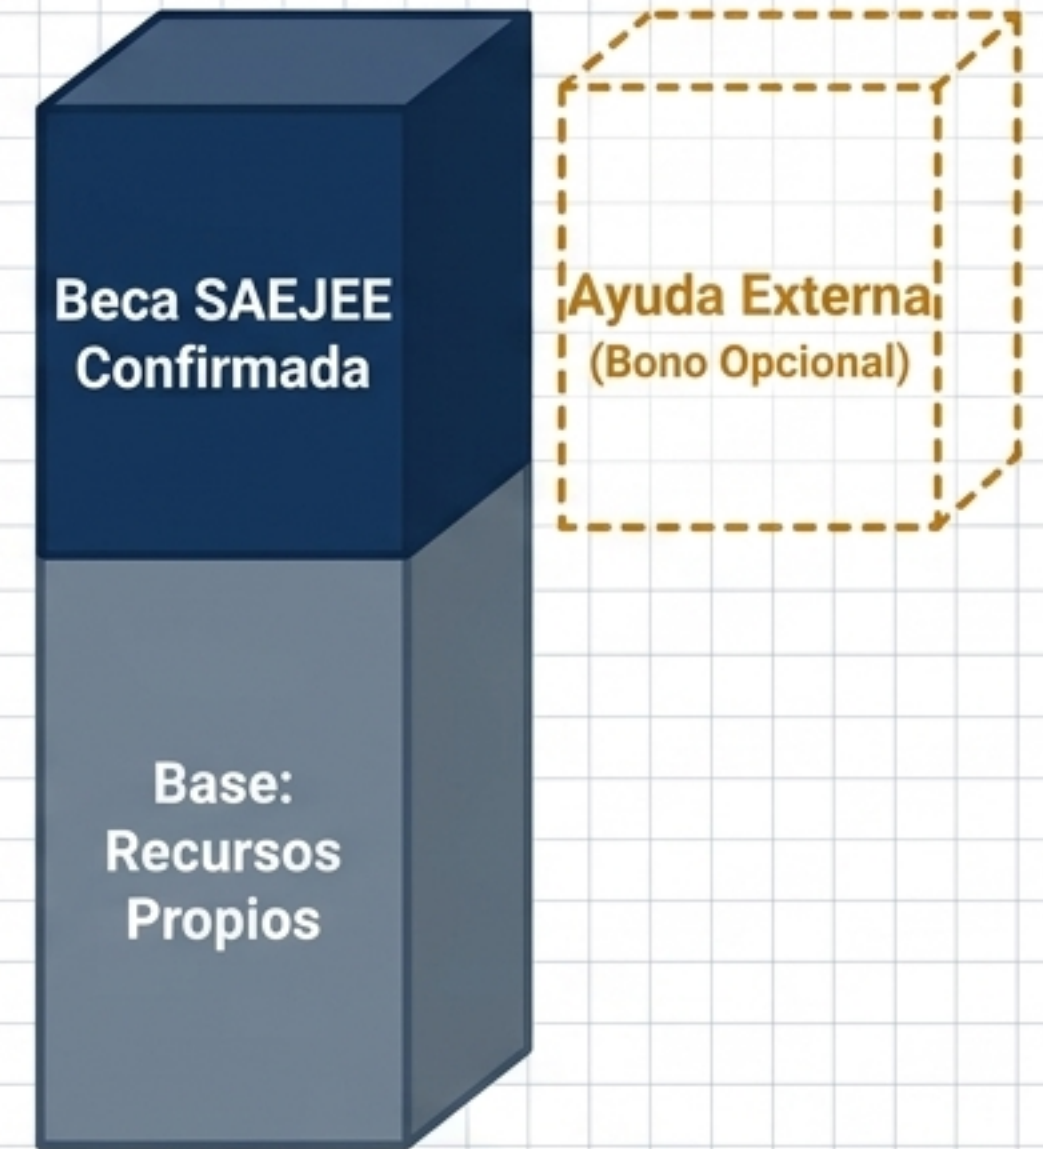 Beca SAEJEE
Confirmada
Ayuda Externa
(Bono Opcional)
Base:
Recursos
Propios